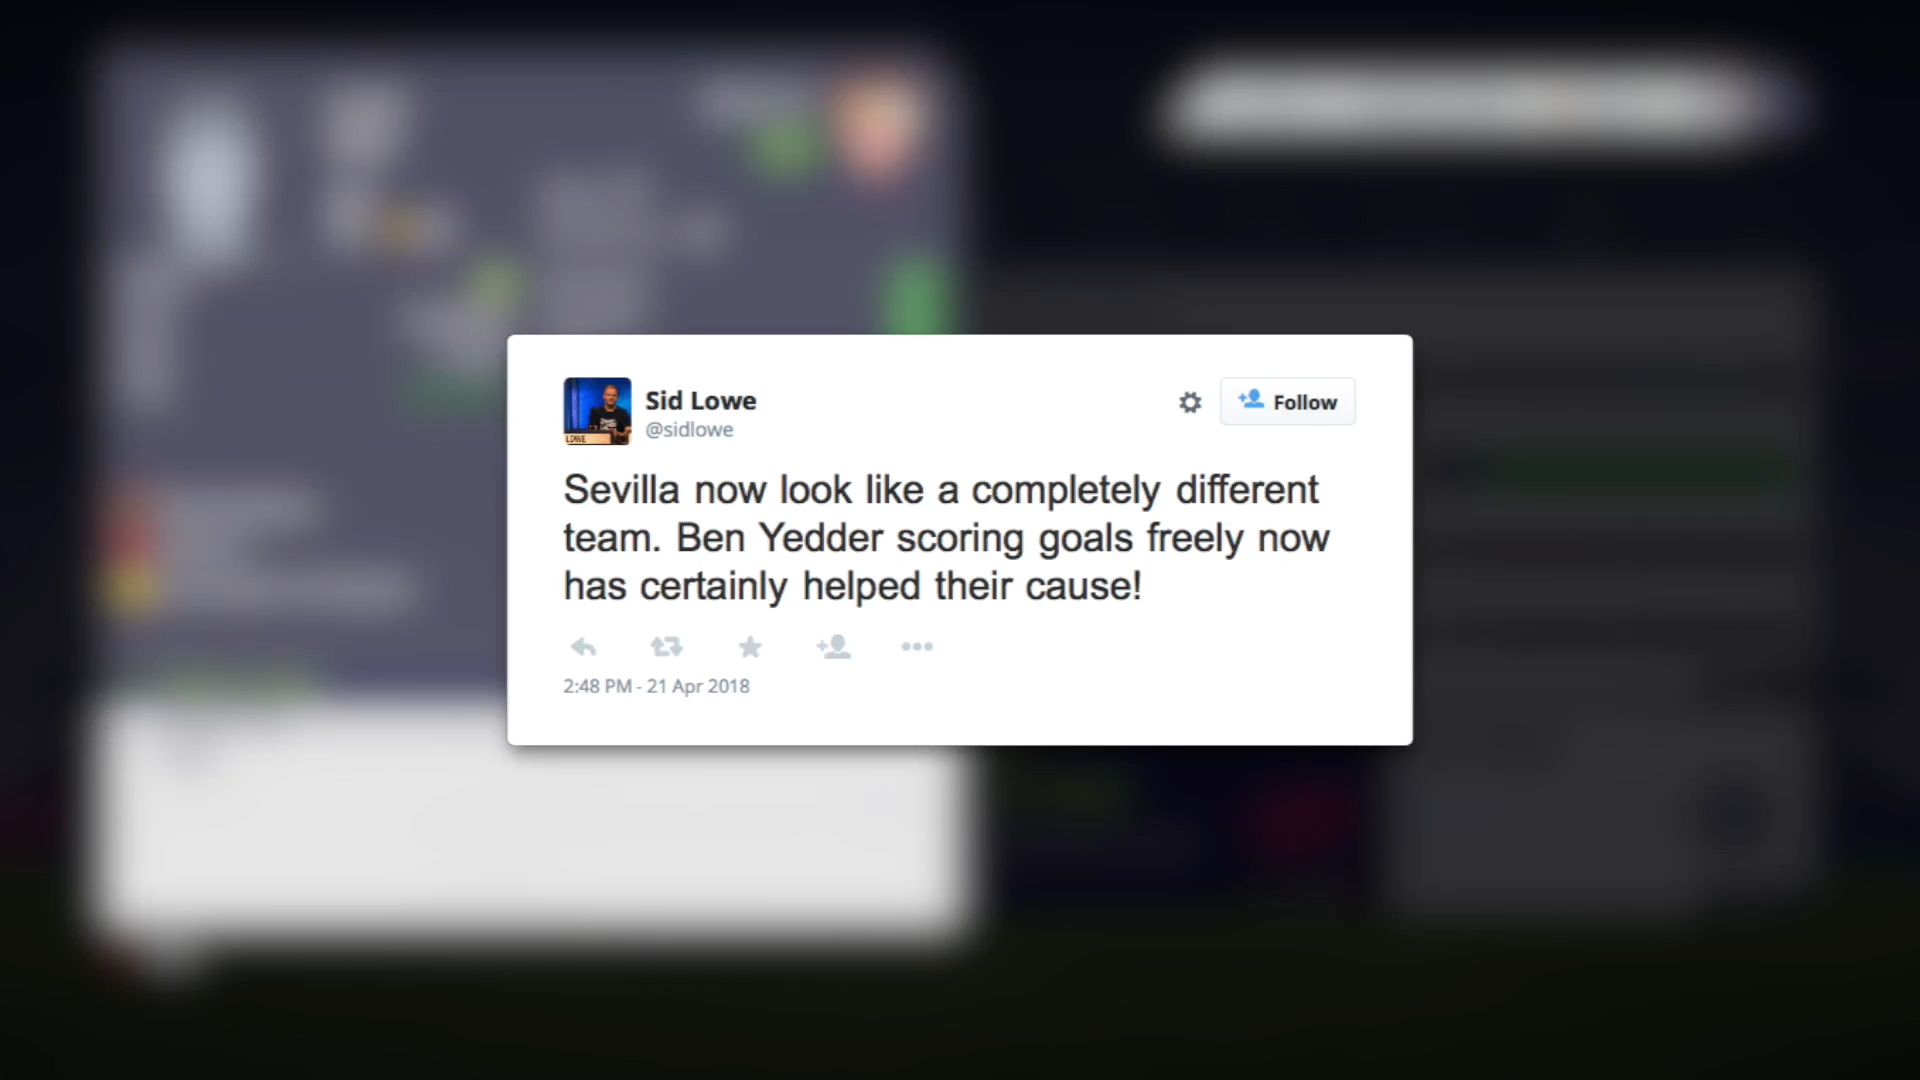 Sid Lowe
@sidlowe
Follow
Sevilla now look like a completely different
team. Ben Yedder scoring goals freely now
has certainly helped their cause!
2:48 PM - 21 Apr 2018
LOWE